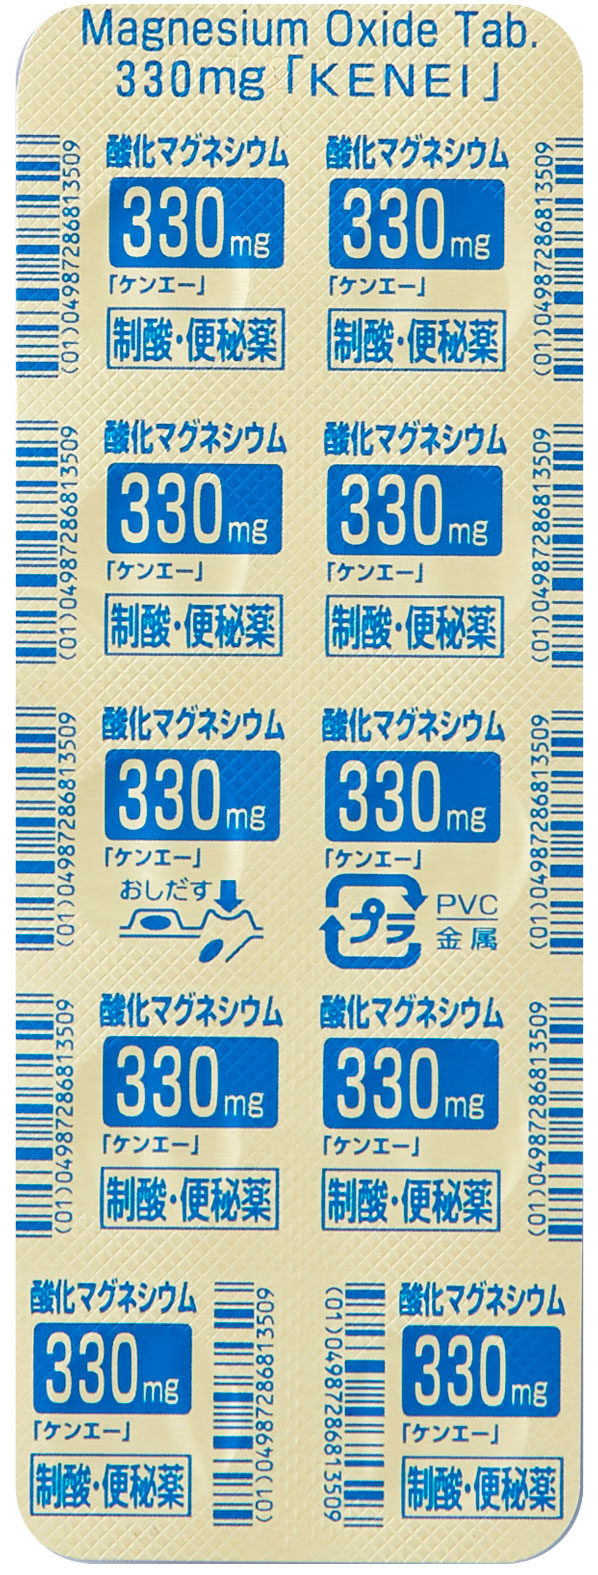 Magnesium Oxide Tab.
330mg「KENEI」
酸化マグネシウム
330mg
「ケンエー」
制酸・便秘薬
(01)04987286813509
酸化マグネシウム
330mg
「ケンエー」
制酸・便秘薬
(01)04987286813509
酸化マグネシウム
330mg
「ケンエー」
制酸・便秘薬
(01)04987286813509
酸化マグネシウム
330mg
「ケンエー」
制酸・便秘薬
(01)04987286813509
酸化マグネシウム
330mg
「ケンエー」
おしだす
(01)04987286813509
酸化マグネシウム
330mg
「ケンエー」
プラ
PVC
金属
(01)04987286813509
酸化マグネシウム
330mg
「ケンエー」
制酸・便秘薬
(01)04987286813509
酸化マグネシウム
330mg
「ケンエー」
制酸・便秘薬
(01)04987286813509
酸化マグネシウム
330mg
「ケンエー」
制酸・便秘薬
(01)04987286813509
(01)04987286813509
酸化マグネシウム
330mg
「ケンエー」
制酸・便秘薬